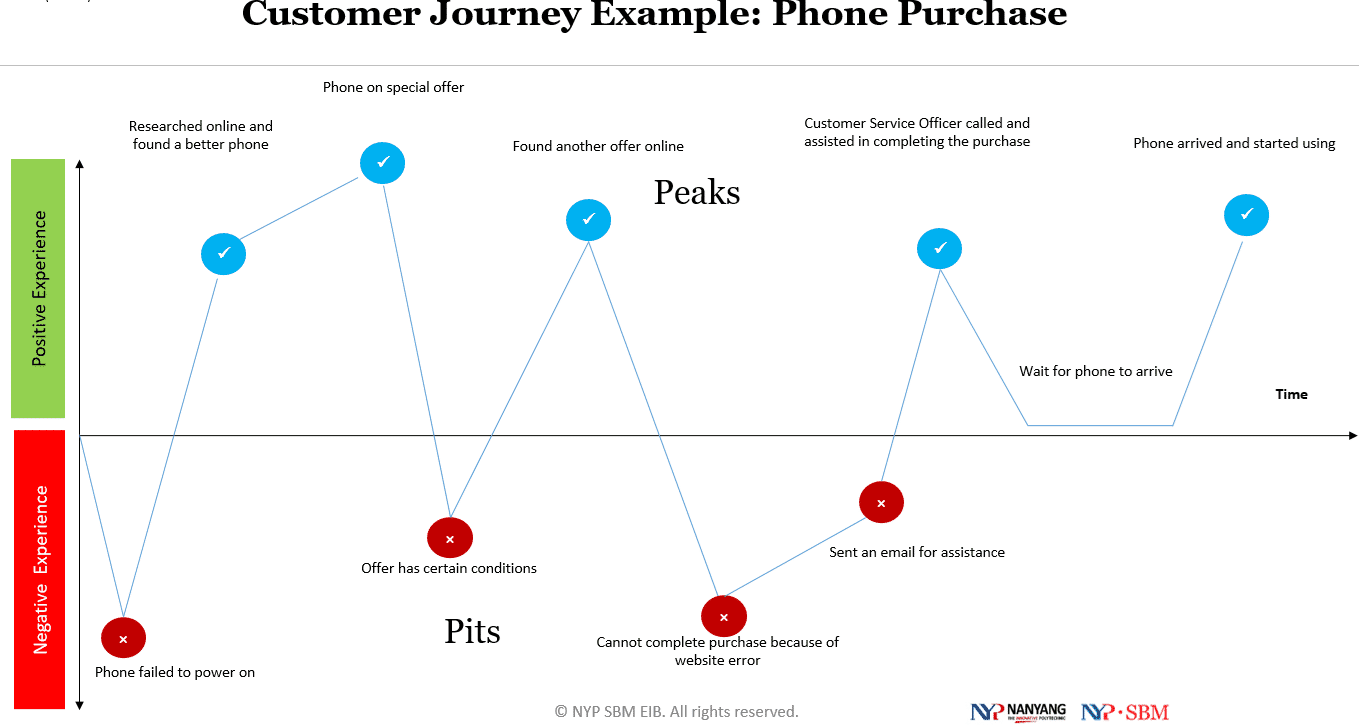 Customer Journey Example: Phone Purchase
Phone on special offer
Researched online and
found a better phone
Found another offer online
Customer Service Officer called and
assisted in completing the purchase
Phone arrived and started using
Peaks
Positive Experience
Wait for phone to arrive
Time
Negative Experience
Offer has certain conditions
Sent an email for assistance
Pits
Cannot complete purchase because of
website error
Phone failed to power on
© NYP SBM EIB. All rights reserved.
NYP NANYANG
THE INNOVATIVE POLYTECHNIC
NYP·SBM